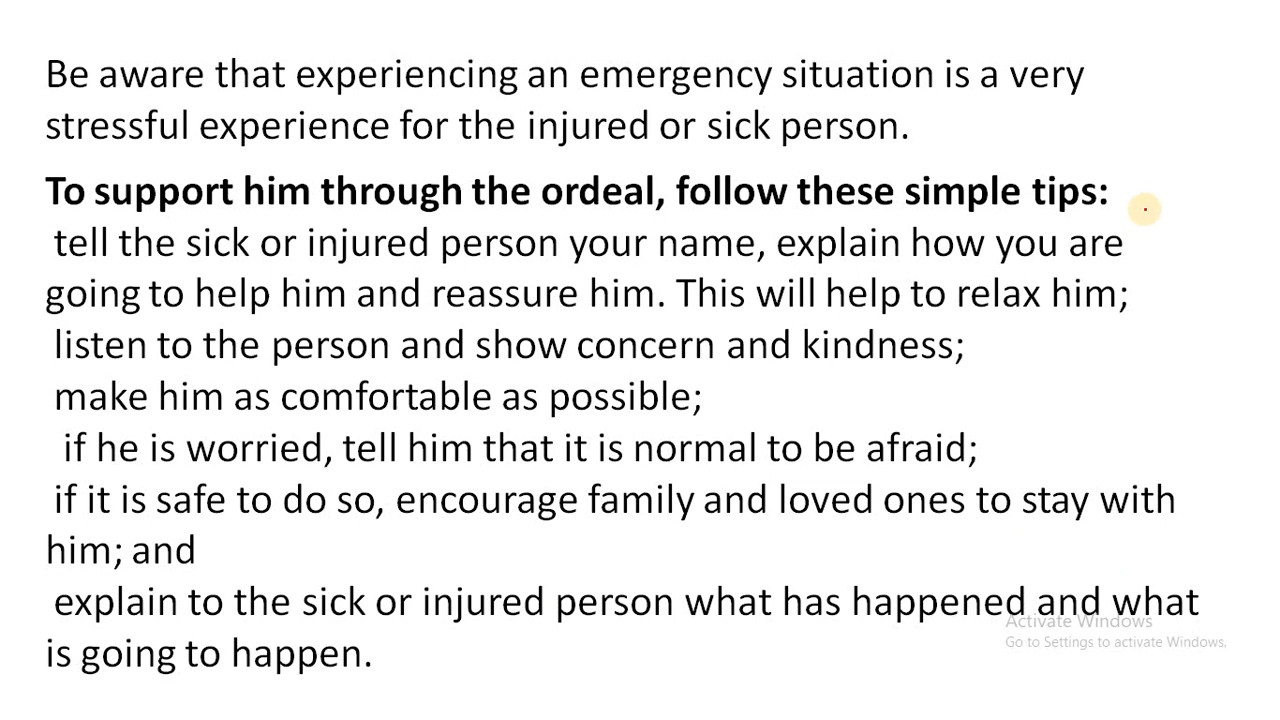 Be aware that experiencing an emergency situation is a very
stressful experience for the injured or sick person.
To support him through the ordeal, follow these simple tips:
tell the sick or injured person your name, explain how you are
going to help him and reassure him. This will help to relax him;
listen to the person and show concern and kindness;
make him as comfortable as possible;
if he is worried, tell him that it is normal to be afraid;
if it is safe to do so, encourage family and loved ones to stay with
him; and
explain to the sick or injured person what has happened and what
is going to happen.
Activate Windows
Go to Settings to activate Windows.